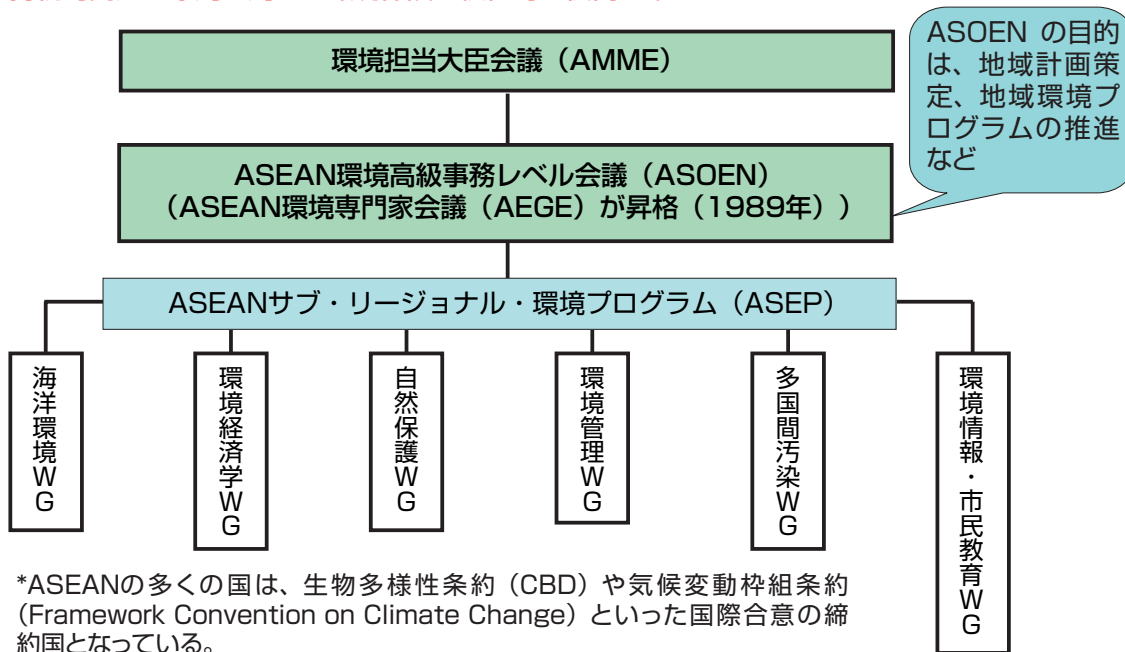 環境担当大臣会議（AMME）
ASOEN の目的
は、地域計画策
定、地域環境プ
ログラムの推進
など
ASEAN環境高級事務レベル会議（ASOEN）
（ASEAN環境専門家会議（AEGE）が昇格（1989年））
ASEANサブ・リージョナル・環境プログラム（ASEP）
海洋環境WG
環境経済学WG
自然保護WG
環境管理WG
多国間汚染WG
環境情報・市民教育WG
*ASEANの多くの国は、生物多様性条約（CBD）や気候変動枠組条約
（Framework Convention on Climate Change）といった国際合意の締
約国となっている。